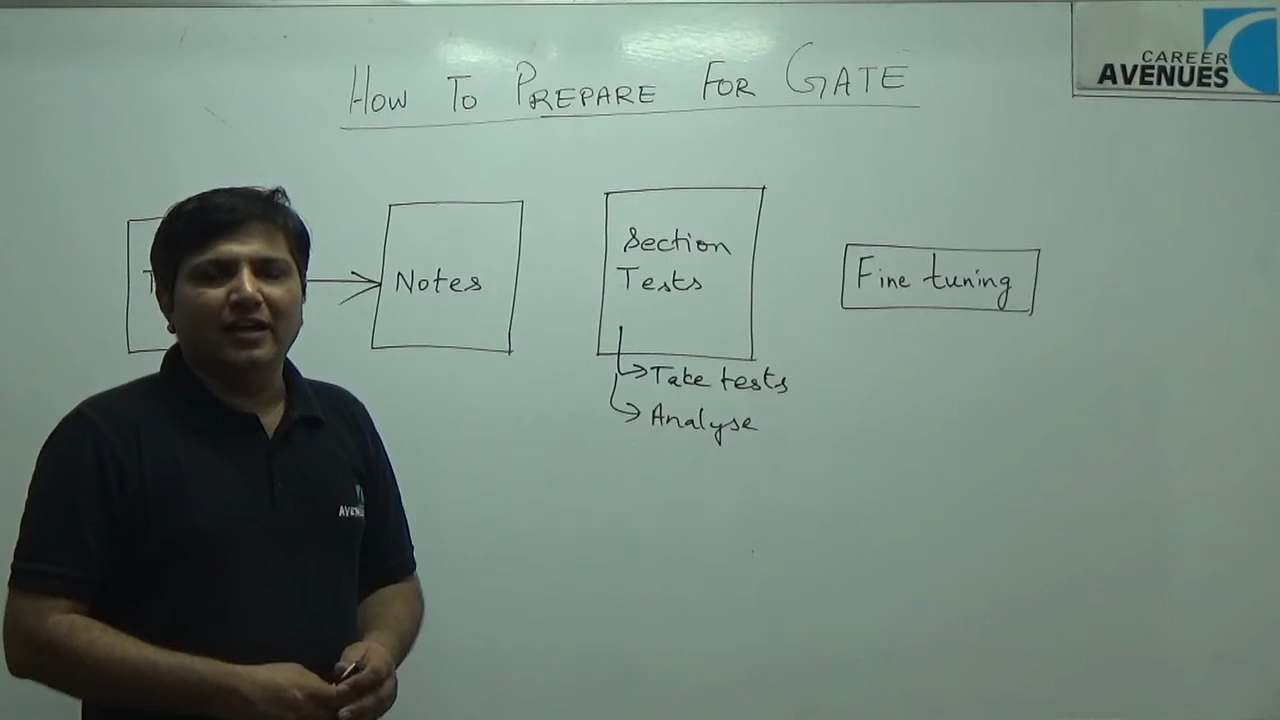 HOW TO PREPARE FOR GATE
CAREER
AVENUES
Notes
Section
Tests
Fine tuning
Take tests
Analyse